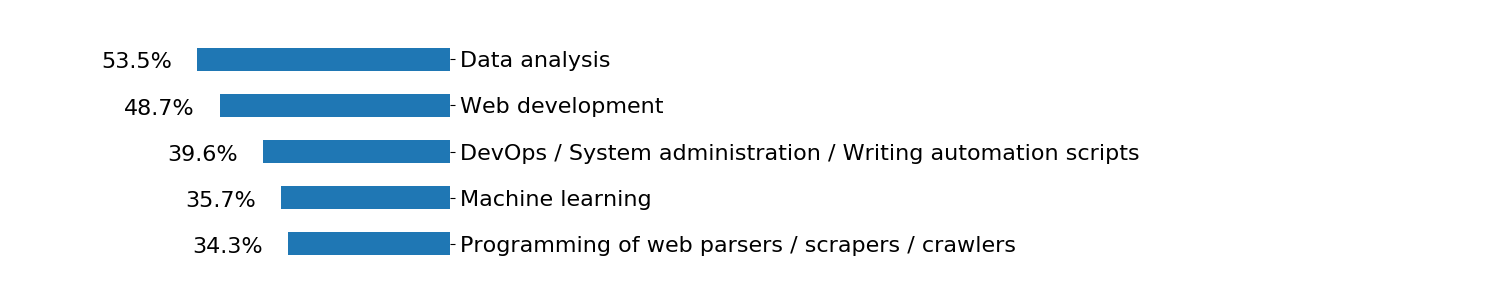 53.5% Data analysis
48.7% Web development
39.6% DevOps / System administration / Writing automation scripts
35.7% Machine learning
34.3% Programming of web parsers / scrapers / crawlers